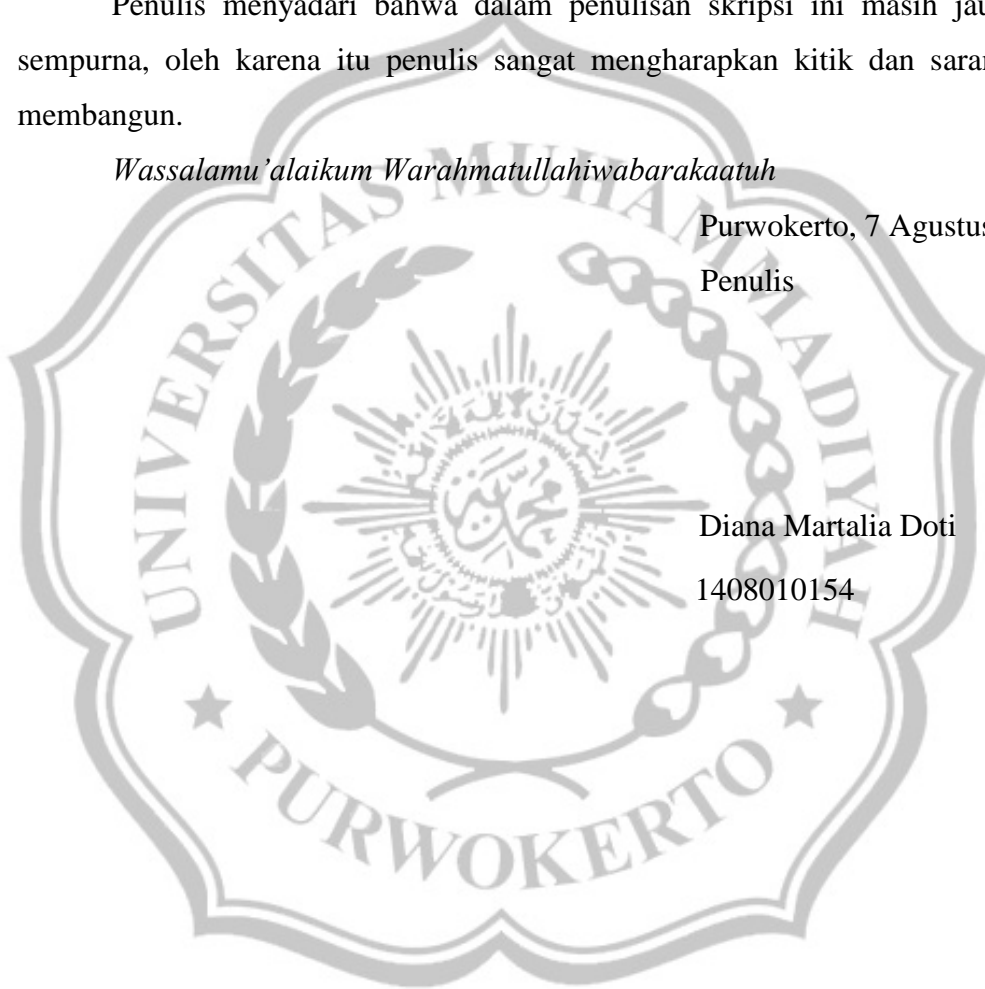 Penulis menyadari bahwa dalam penulisan skripsi ini masih jau
sempurna, oleh karena itu penulis sangat mengharapkan kitik dan saran
membangun.
Wassalamu’alaikum Warahmatullahiwabarakaatuh
Purwokerto, 7 Agustus
Penulis
Diana Martalia Doti
1408010154
UNIVERSITAS MUHAMMADIYAH
PURWOKERTO